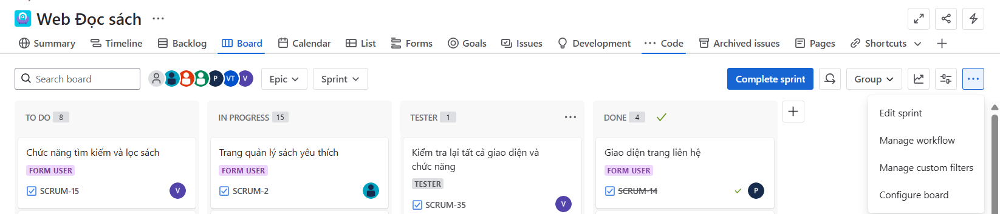 Web Đọc sách
Summary
Timeline
Backlog
Board
Calendar
List
Forms
Goals
Issues
Development
Code
Archived issues
Pages
Shortcuts
Search board
P
VT
V
Epic
Sprint
Complete sprint
Group
TO DO 8
IN PROGRESS 15
TESTER 1
DONE 4
Edit sprint
Manage workflow
Manage custom filters
Configure board
Chức năng tìm kiếm và lọc sách
FORM USER
SCRUM-15
V
Trang quản lý sách yêu thích
FORM USER
SCRUM-2
Kiểm tra lại tất cả giao diện và
chức năng
TESTER
SCRUM-35
V
Giao diện trang liên hệ
FORM USER
SCRUM-14
P